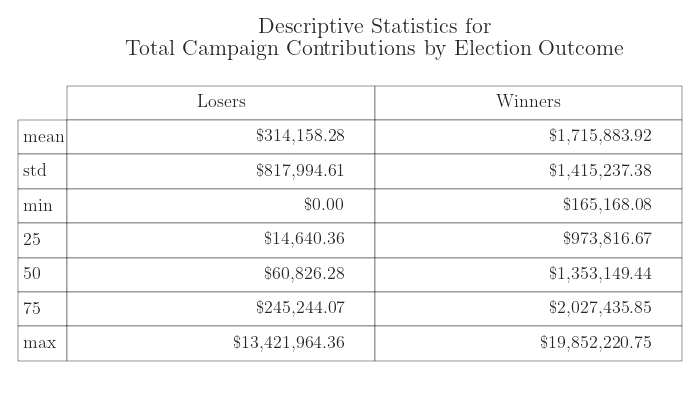 Descriptive Statistics for
Total Campaign Contributions by Election Outcome
Losers Winners
mean $314,158.28 $1,715,883.92
std $817,994.61 $1,415,237.38
min $0.00 $165,168.08
25 $14,640.36 $973,816.67
50 $60,826.28 $1,353,149.44
75 $245,244.07 $2,027,435.85
max $13,421,964.36 $19,852,220.75